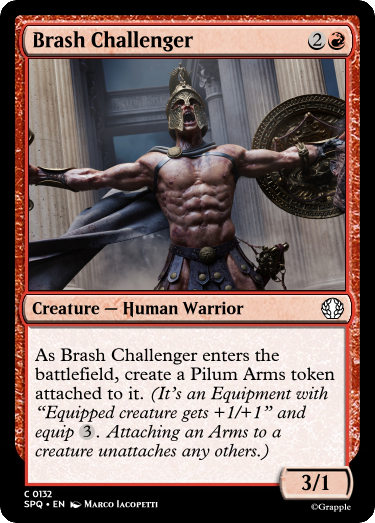 Brash Challenger 2
Creature — Human Warrior
As Brash Challenger enters the
battlefield, create a Pilum Arms token
attached to it. (It's an Equipment with
“Equipped creature gets +1/+1” and
equip 3. Attaching an Arms to a
creature unattaches any others.)
3/1
C 0132
SPQ • EN Marco Iacopetti
©Grapple